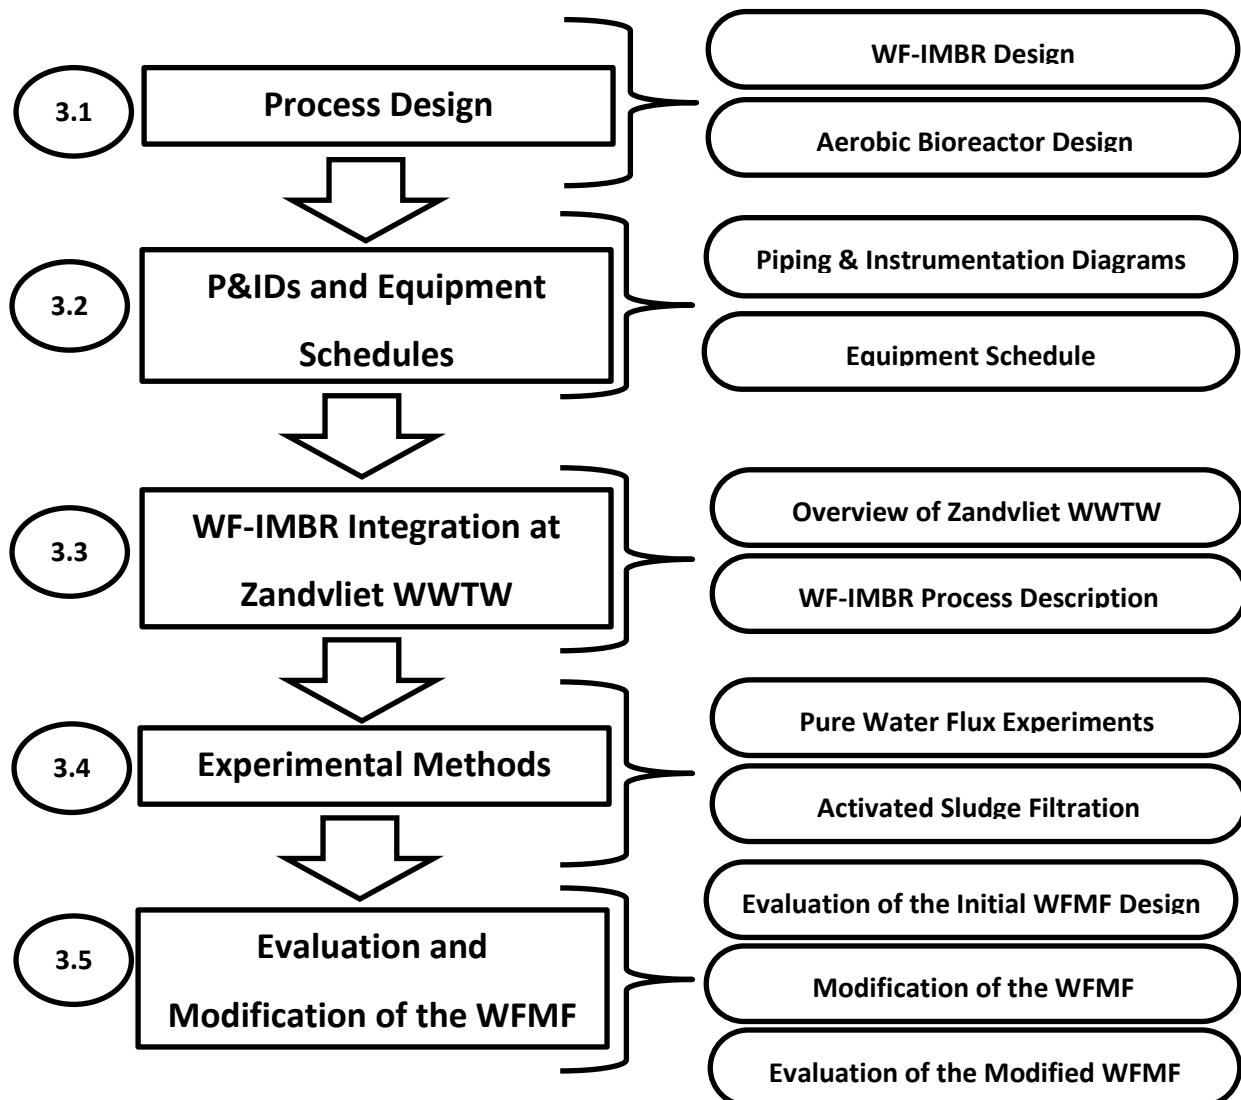 3.1
Process Design
WF-IMBR Design
Aerobic Bioreactor Design
3.2
P&IDs and Equipment
Schedules
Piping & Instrumentation Diagrams
Equipment Schedule
3.3
WF-IMBR Integration at
Zandvliet WWTW
Overview of Zandvliet WWTW
WF-IMBR Process Description
3.4
Experimental Methods
Pure Water Flux Experiments
Activated Sludge Filtration
3.5
Evaluation and
Modification of the WFMF
Evaluation of the Initial WFMF Design
Modification of the WFMF
Evaluation of the Modified WFMF